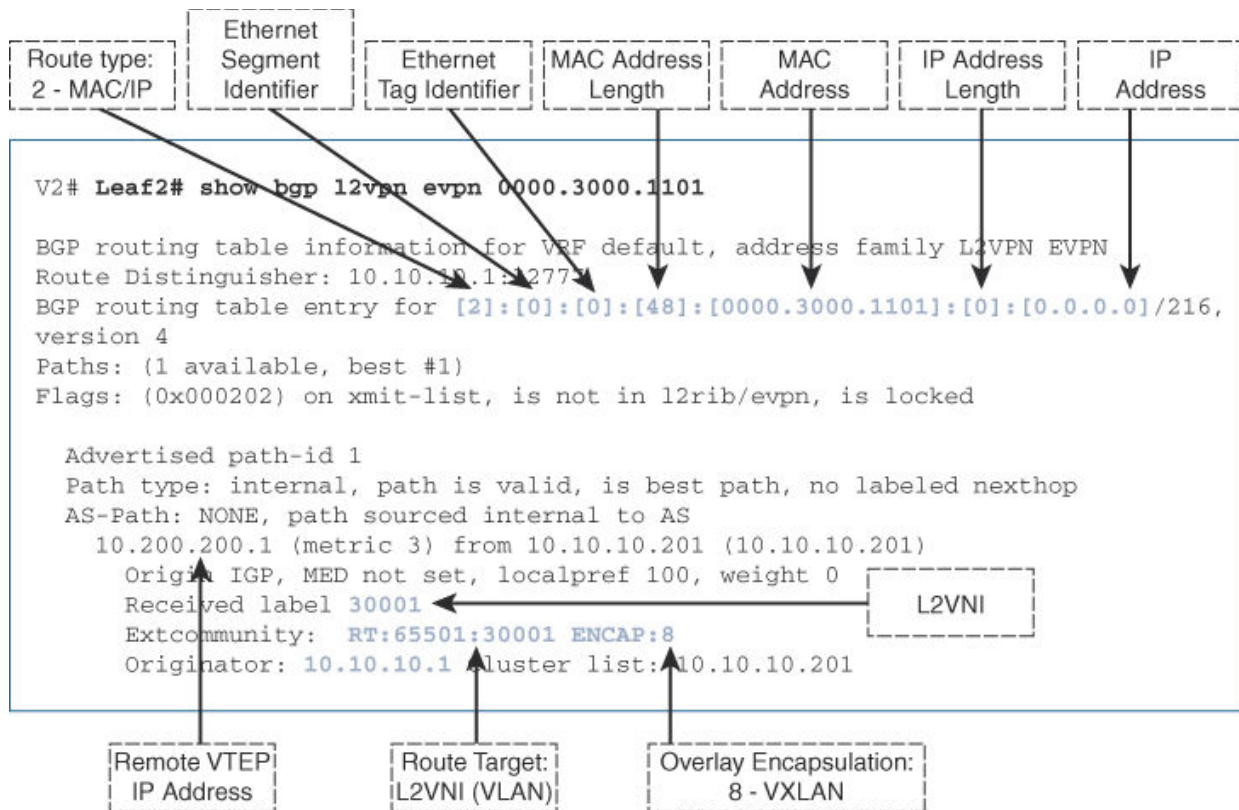 Route type:
2 - MAC/IP
Ethernet
Segment
Identifier
Ethernet
Tag Identifier
MAC Address
Length
MAC
Address
IP Address
Length
IP
Address
V2# Leaf2# show bgp l2vpn evpn 0000.3000.1101
BGP routing table information for VRF default, address family L2VPN EVPN
Route Distinguisher: 10.10.10.1:32777
BGP routing table entry for [2]:[0]:[0]:[48]:[0000.3000.1101]:[0]:[0.0.0.0]/216,
version 4
Paths: (1 available, best #1)
Flags: (0x000202) on xmit-list, is not in l2rib/evpn, is locked
Advertised path-id 1
Path type: internal, path is valid, is best path, no labeled nexthop
AS-Path: NONE, path sourced internal to AS
10.200.200.1 (metric 3) from 10.10.10.201 (10.10.10.201)
Origin IGP, MED not set, localpref 100, weight 0
Received label 30001
L2VNI
Extcommunity: RT:65501:30001 ENCAP:8
Originator: 10.10.10.1 Cluster list: 10.10.10.201
Remote VTEP
IP Address
Route Target:
L2VNI (VLAN)
Overlay Encapsulation:
8 - VXLAN